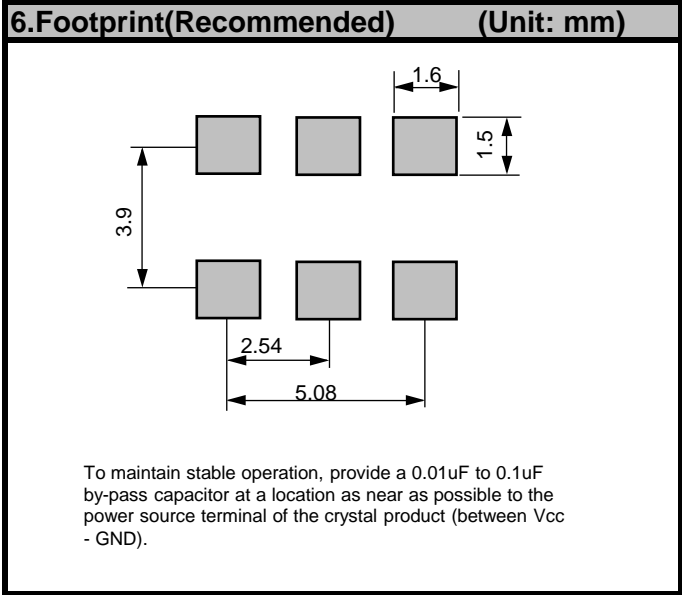 6.Footprint(Recommended) (Unit: mm)
1.6
1.5
3.9
2.54
5.08
To maintain stable operation, provide a 0.01uF to 0.1uF
by-pass capacitor at a location as near as possible to the
power source terminal of the crystal product (between Vcc
- GND).